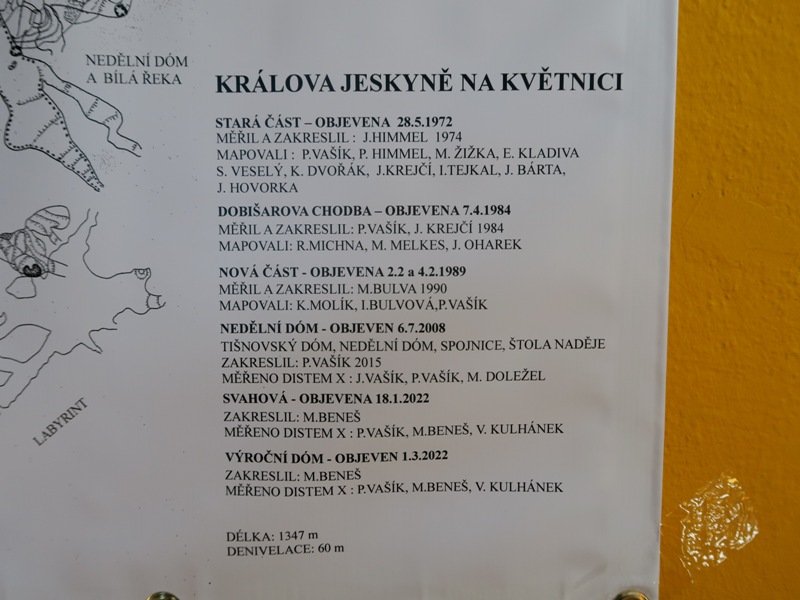 NEDĚLNÍ DÓM
A BÍLÁ ŘEKA
KRÁLOVA JESKYNĚ NA KVĚTNICI
STARÁ ČÁST – OBJEVENA 28.5.1972
MĚŘIL A ZAKRESLIL : J.HIMMEL 1974
MAPOVALI : P.VAŠÍK, P. HIMMEL, M. ŽIŽKA, E. KLADIVA
S. VESELÝ, K. DVOŘÁK, J.KREJČÍ, I.TEJKAL, J. BÁRTA,
J. HOVORKA
DOBIŠAROVA CHODBA – OBJEVENA 7.4.1984
MĚŘIL A ZAKRESLIL: P.VAŠÍK, J. KREJČÍ 1984
MAPOVALI: R.MICHNA, M. MELKES, J. OHAREK
NOVÁ ČÁST - OBJEVENA 2.2 a 4.2.1989
MĚŘIL A ZAKRESLIL: M.BULVA 1990
MAPOVALI: K.MOLÍK, I.BULVOVÁ,P.VAŠÍK
NEDĚLNÍ DÓM - OBJEVEN 6.7.2008
TIŠNOVSKÝ DÓM, NEDĚLNÍ DÓM, SPOJNICE, ŠTOLA NADĚJE
ZAKRESLIL: P.VAŠÍK 2015
MĚŘENO DISTEM X : J.VAŠÍK, P.VAŠÍK, M. DOLEŽEL
SVAHOVÁ - OBJEVENA 18.1.2022
ZAKRESLIL: M.BENEŠ
MĚŘENO DISTEM X : P.VAŠÍK, M.BENEŠ, V. KULHÁNEK
VÝROČNÍ DÓM - OBJEVEN 1.3.2022
ZAKRESLIL: M.BENEŠ
MĚŘENO DISTEM X : P.VAŠÍK, M.BENEŠ, V. KULHÁNEK
LABYRINT
DÉLKA: 1347 m
DENIVELACE: 60 m